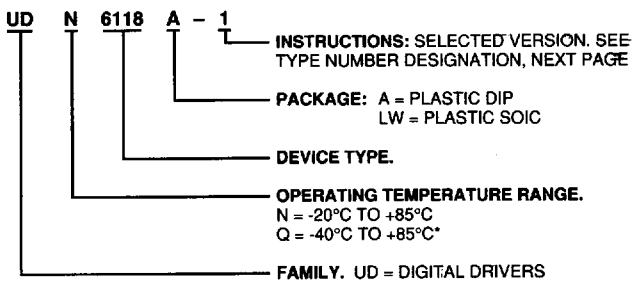 UD N 6118 A - 1
INSTRUCTIONS: SELECTED VERSION. SEE
TYPE NUMBER DESIGNATION, NEXT PAGE
PACKAGE: A = PLASTIC DIP
LW = PLASTIC SOIC
DEVICE TYPE.
OPERATING TEMPERATURE RANGE.
N = -20°C TO +85°C
Q = -40°C TO +85°C*
FAMILY. UD = DIGITAL DRIVERS